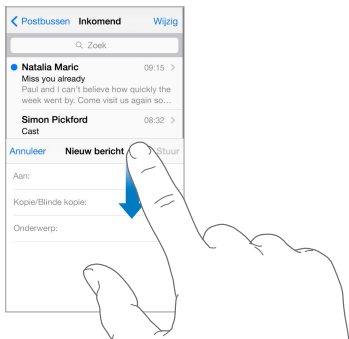 Postbussen Inkomend Wijzig
Zoek
Natalia Maric 09:15
Miss you already
Paul and I can't believe how quickly the
week went by. Come visit us again so…
Simon Pickford 08:32
Cast
Annuleer Nieuw bericht Stuur
Aan:
Kopie/Blinde kopie:
Onderwerp: